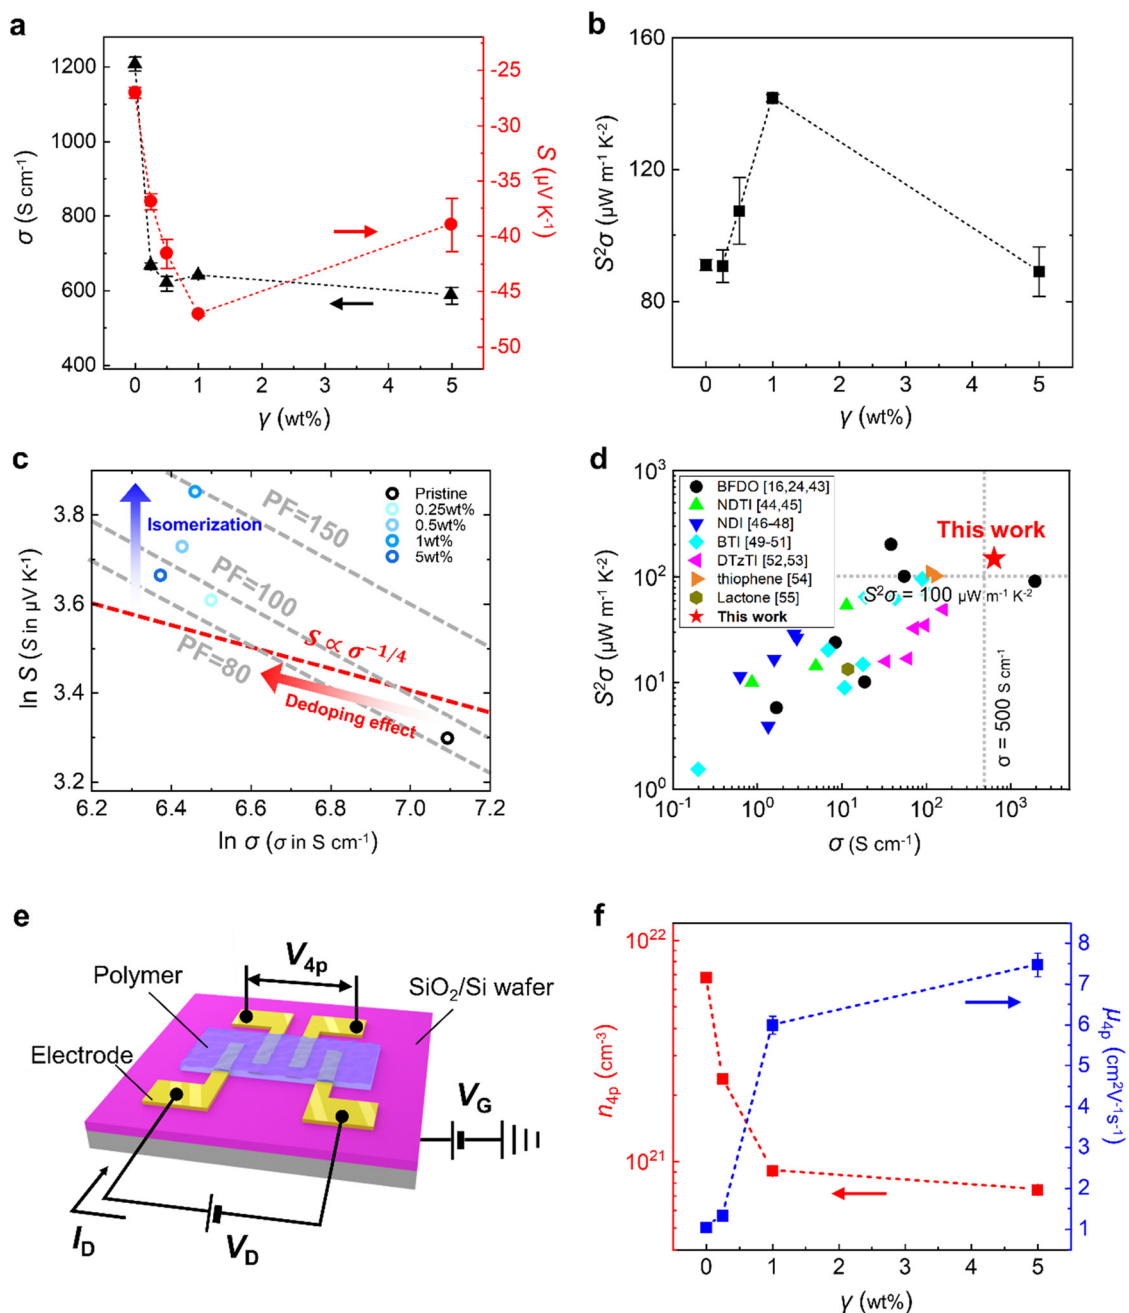 a
1200
1000
800
600
400
σ (S cm⁻¹)
-25
-30
-35
-40
-45
-50
S (μV K⁻¹)
0 1 2 3 4 5
γ (wt%)
b
160
120
80
S²σ (μW m⁻¹ K⁻²)
0 1 2 3 4 5
γ (wt%)
c
3.8
3.6
3.4
3.2
ln S (S in μV K⁻¹)
Isomerization
PF=150
PF=100
PF=80
S ∝ σ⁻¹/⁴
Dedoping effect
Pristine
0.25wt%
0.5wt%
1wt%
5wt%
6.2 6.4 6.6 6.8 7.0 7.2
ln σ (σ in S cm⁻¹)
d
10³
10²
10¹
10⁰
S²σ (μW m⁻¹ K⁻²)
BFDO [16,24,43]
NDTI [44,45]
NDI [46-48]
BTI [49-51]
DTzTI [52,53]
thiophene [54]
Lactone [55]
This work
This work
S²σ = 100 μW m⁻¹ K⁻²
σ = 500 S cm⁻¹
10⁻¹ 10⁰ 10¹ 10² 10³
σ (S cm⁻¹)
e
V4p
Polymer
SiO₂/Si wafer
Electrode
VG
ID
VD
f
10²²
10²¹
n4p (cm⁻³)
8
7
6
5
4
3
2
1
μ4p (cm²V⁻¹s⁻¹)
0 1 2 3 4 5
γ (wt%)